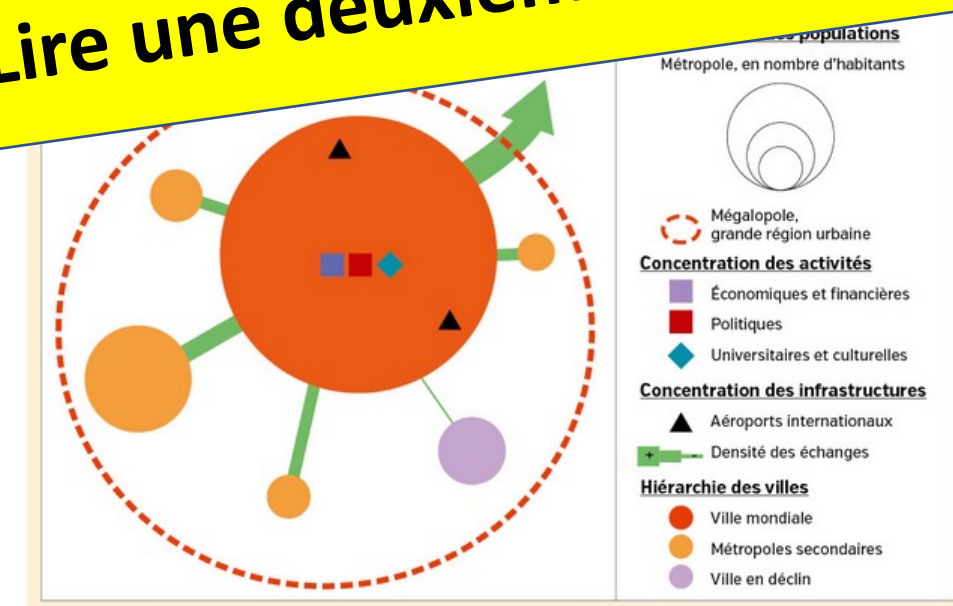 Lire une
populations
Métropole, en nombre d'habitants
Mégalopole,
grande région urbaine
Concentration des activités
Économiques et financières
Politiques
Universitaires et culturelles
Concentration des infrastructures
Aéroports internationaux
+ -
Densité des échanges
Hiérarchie des villes
Ville mondiale
Métropoles secondaires
Ville en déclin